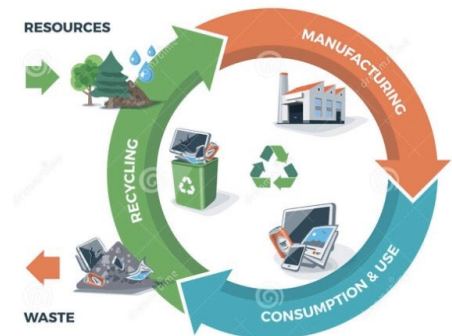 RESOURCES
MANUFACTURING
RECYCLING
CONSUMPTION & USE
WASTE